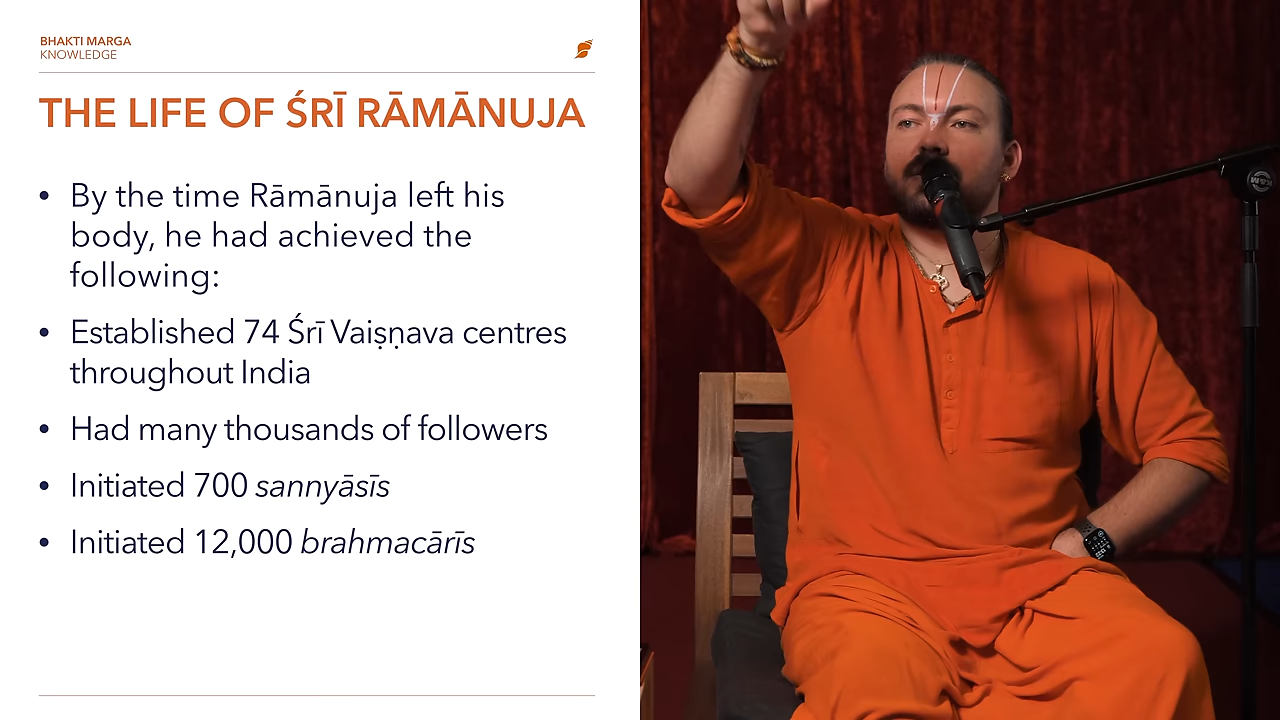 BHAKTI MARGA
KNOWLEDGE
THE LIFE OF ŚRĪ RĀMĀNUJA
• By the time Rāmānuja left his
body, he had achieved the
following:
• Established 74 Śrī Vaiṣṇava centres
throughout India
• Had many thousands of followers
• Initiated 700 sannyāsīs
• Initiated 12,000 brahmacārīs
K&M